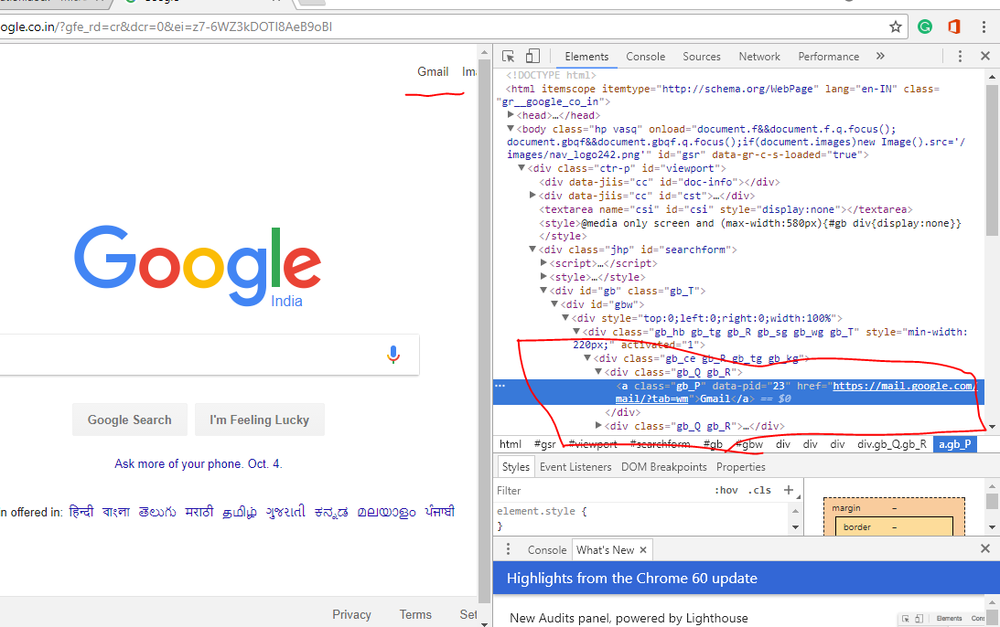 ogle.co.in/?gfe_rd=cr&dcr=0&ei=z7-6WZ3kDOTI8AeB9oBI
Gmail
Google
India
Google Search
I'm Feeling Lucky
Ask more of your phone. Oct. 4.
n offered in: हिन्दी বাংলা తెలుగు मराठी தமிழ் ગુજરાતી ಕನ್ನಡ മലയാളം ਪੰਜਾਬੀ
Privacy Terms
Elements Console Sources Network Performance »
<!DOCTYPE html>
<html itemscope itemtype="http://schema.org/WebPage" lang="en-IN" class=
"gr__google_co_in">
<head>…</head>
<body class="hp vasq" onload="document.f&&document.f.q.focus();
document.gbqf&&document.gbqf.q.focus();if(document.images)new Image().src='/
images/nav_logo242.png'" id="gsr" data-gr-c-s-loaded="true">
<div class="ctr-p" id="viewport">
<div data-jiis="cc" id="doc-info"></div>
<div data-jiis="cc" id="cst">…</div>
<textarea name="csi" id="csi" style="display:none"></textarea>
<style>@media only screen and (max-width:580px){#gb div{display:none}}
</style>
<div class="jhp" id="searchform">
<script>…</script>
<style>…</style>
<div id="gb" class="gb_T">
<div id="gbw">
<div style="top:0;left:0;right:0;width:100%">
<div class="gb_hb gb_tg gb_R gb_sg gb_wg gb_T" style="min-width:
220px;" activated="1">
<div class="gb_ce gb_R gb_tg gb_kg">
<div class="gb_Q gb_R">
<a class="gb_P" data-pid="23" href="https://mail.google.com/
mail/?tab=wm">Gmail</a> == $0
</div>
<div class="gb_Q gb_R">…</div>
html #gsr #viewport #searchform #gb #gbw div div div div.gb_Q.gb_R a.gb_P
Styles Event Listeners DOM Breakpoints Properties
Filter :hov .cls +
element.style {
}
margin –
border –
Console What's New ×
Highlights from the Chrome 60 update
New Audits panel, powered by Lighthouse
Elements